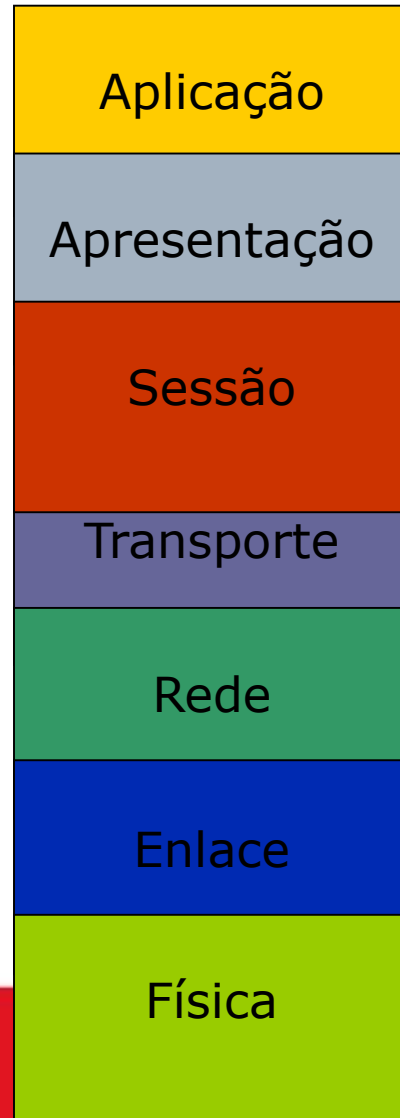 Aplicação
Apresentação
Sessão
Transporte
Rede
Enlace
Física